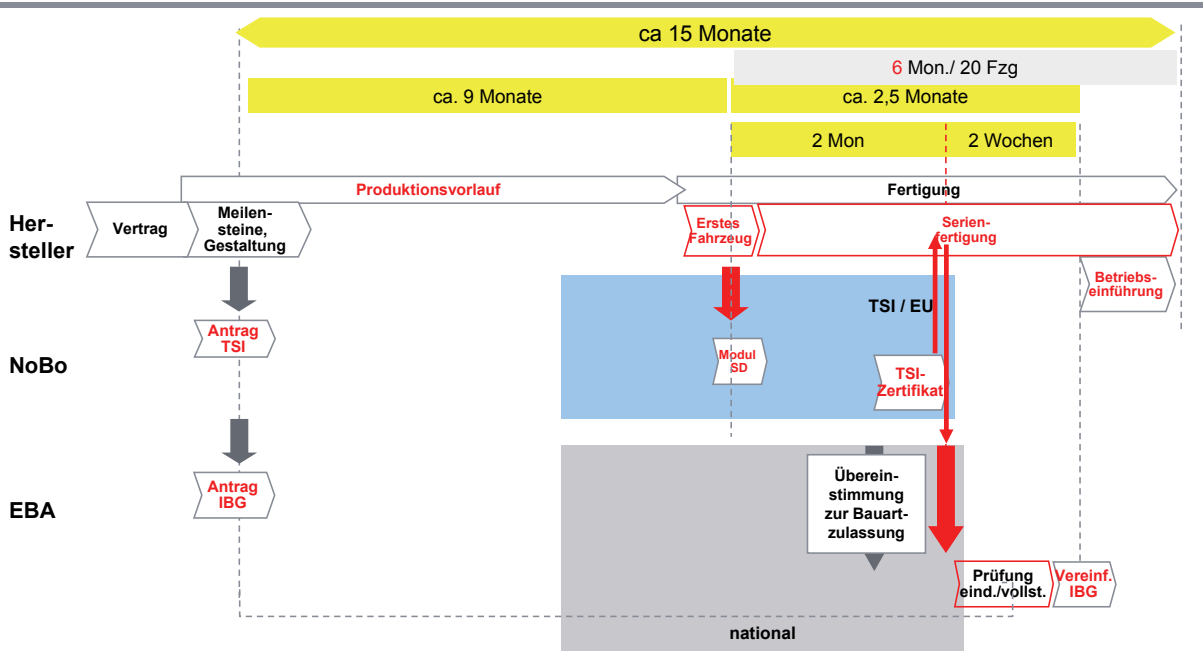 ca 15 Monate
6 Mon./ 20 Fzg
ca. 9 Monate
ca. 2,5 Monate
2 Mon
2 Wochen
Produktionsvorlauf
Fertigung
Her-
steller
Vertrag
Meilen-
steine,
Gestaltung
Erstes
Fahrzeug
Serien-
fertigung
Betriebs-
einführung
TSI / EU
Antrag
TSI
NoBo
Modul
SD
TSI-
Zertifikat
Antrag
IBG
EBA
Überein-
stimmung
zur Bauart-
zulassung
Prüfung
eind./vollst.
Vereinf.
IBG
national